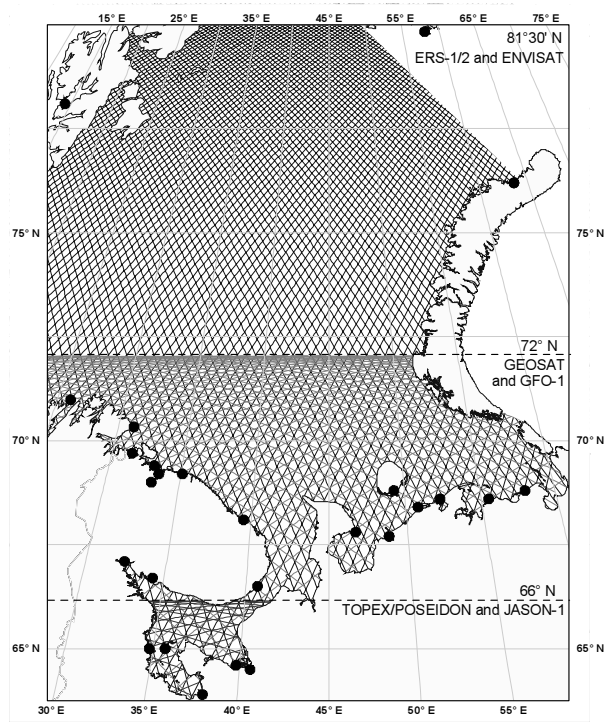 15° E 25° E 35° E 45° E 55° E 65° E 75° E
81°30' N
ERS-1/2 and ENVISAT
75° N 75° N
72° N
GEOSAT
and GFO-1
70° N 70° N
66° N
TOPEX/POSEIDON and JASON-1
65° N 65° N
30° E 35° E 40° E 45° E 50° E 55° E